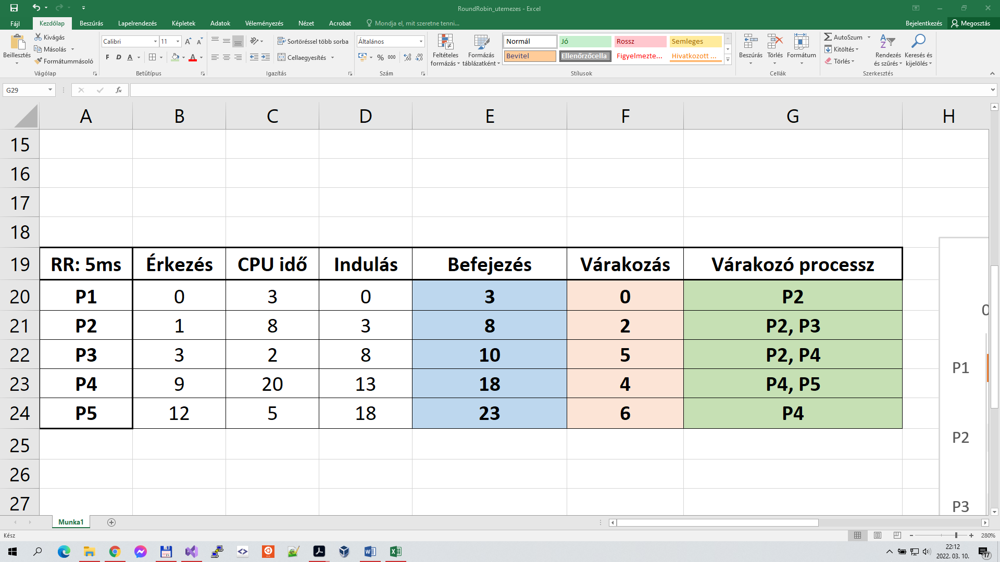 RoundRobin_utemezes - Excel
Fájl Kezdőlap Beszúrás Lapelrendezés Képletek Adatok Véleményezés Nézet Acrobat Mondja el, mit szeretne tenni... Bejelentkezés Megosztás
Beillesztés
Kivágás
Másolás
Formátummásoló
Vágólap
Calibri 11
F D A A
Betűtípus
Sortöréssel több sorba
Cellaegyesítés
Igazítás
Általános
% 000
Szám
Feltételes formázás
Formázás táblázatként
Normál Jó Rossz Semleges
Bevitel Ellenőrzőcella Figyelmezte... Hivatkozott ...
Stílusok
Beszúrás Törlés Formátum
Cellák
AutoSzum
Kitöltés
Törlés
Rendezés és szűrés
Keresés és kijelölés
Szerkesztés
G29 fx
A B C D E F G H
15
16
17
18
19 RR: 5ms Érkezés CPU idő Indulás Befejezés Várakozás Várakozó processz
20 P1 0 3 0 3 0 P2
21 P2 1 8 3 8 2 P2, P3
22 P3 3 2 8 10 5 P2, P4
23 P4 9 20 13 18 4 P4, P5
24 P5 12 5 18 23 6 P4
25
26
27
0
P1
P2
P3
Munka1
Kész 280%
22:12
2022. 03. 10.
17